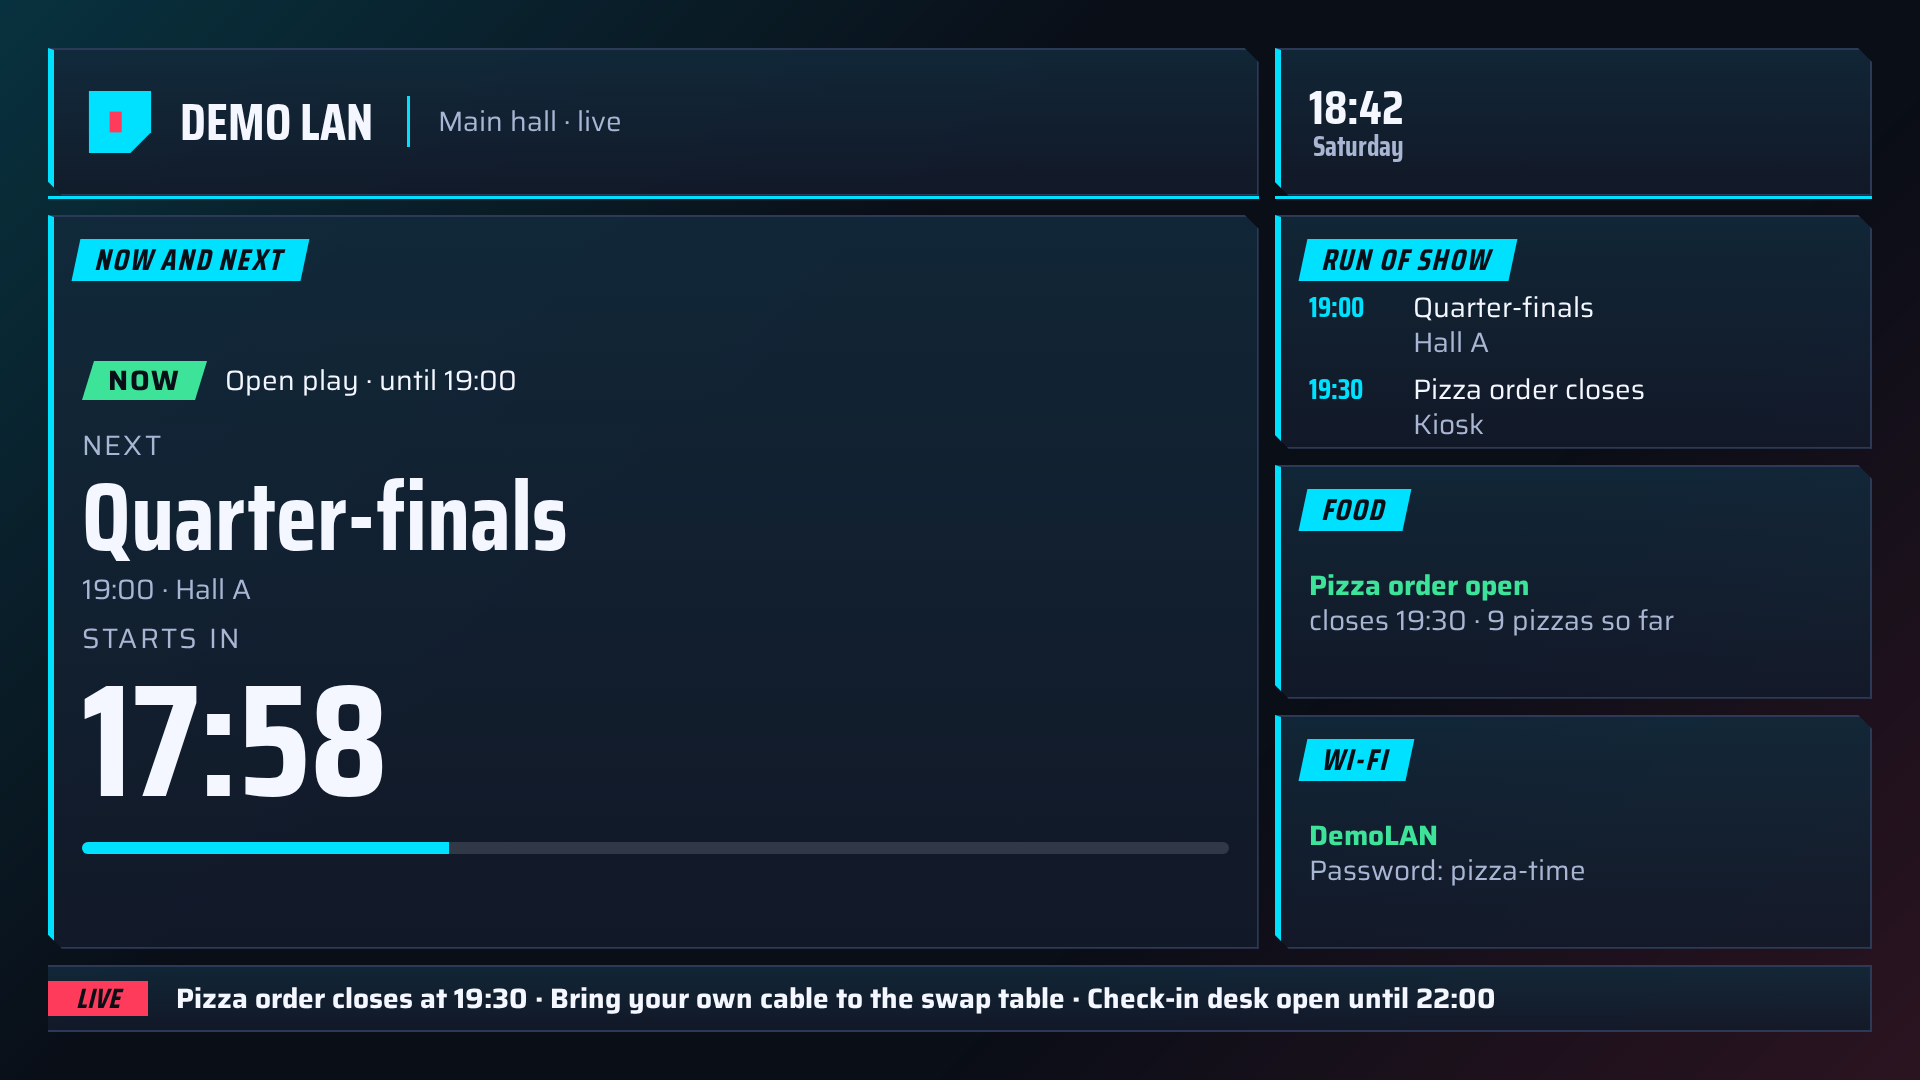 DEMO LAN
Main hall · live
18:42
Saturday
NOW AND NEXT
NOW
Open play · until 19:00
NEXT
Quarter-finals
19:00 · Hall A
STARTS IN
17:58
RUN OF SHOW
19:00 Quarter-finals
Hall A
19:30 Pizza order closes
Kiosk
FOOD
Pizza order open
closes 19:30 · 9 pizzas so far
WI-FI
DemoLAN
Password: pizza-time
LIVE
Pizza order closes at 19:30 · Bring your own cable to the swap table · Check-in desk open until 22:00